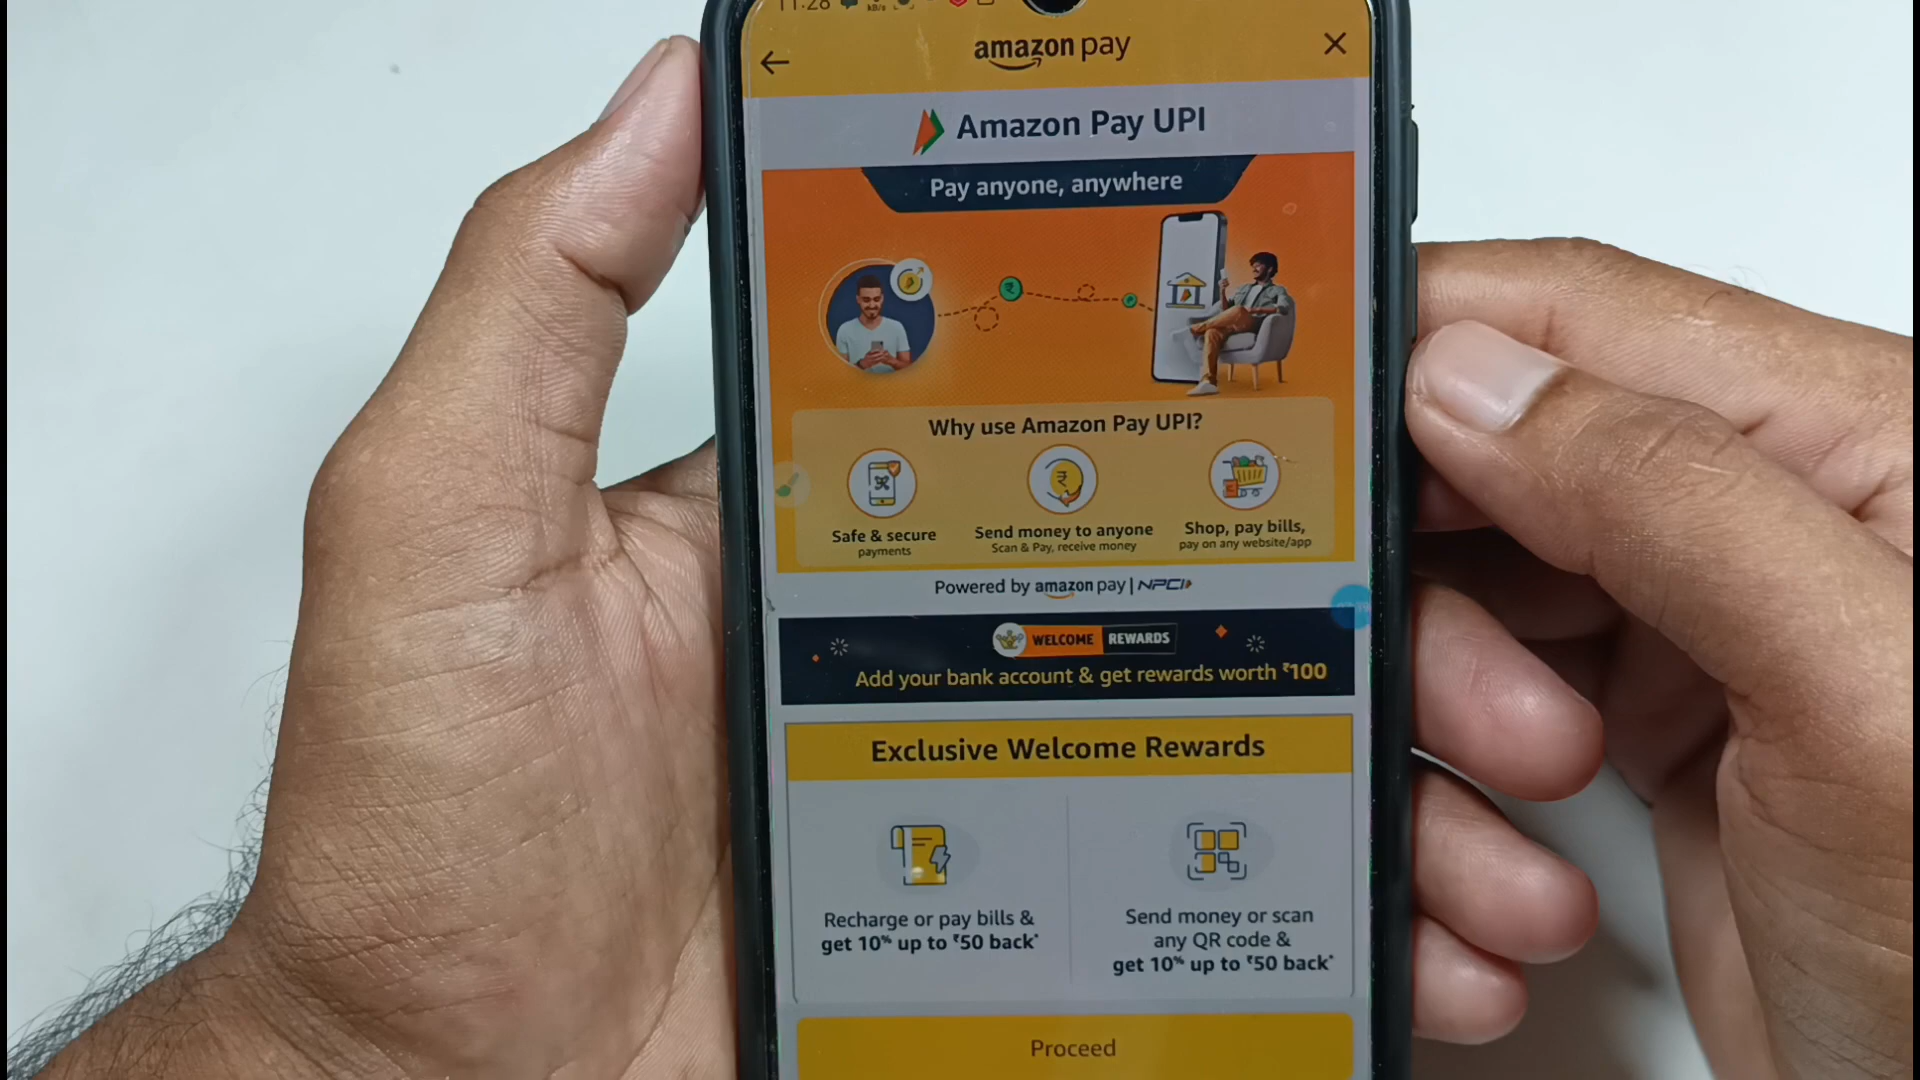 11:28
kB/s
amazon pay
Amazon Pay UPI
Pay anyone, anywhere
Why use Amazon Pay UPI?
Safe & secure
payments
Send money to anyone
Scan & Pay, receive money
Shop, pay bills,
pay on any website/app
Powered by amazon pay | NPCI
WELCOME REWARDS
Add your bank account & get rewards worth ₹100
Exclusive Welcome Rewards
Recharge or pay bills &
get 10% up to ₹50 back*
Send money or scan
any QR code &
get 10% up to ₹50 back*
Proceed